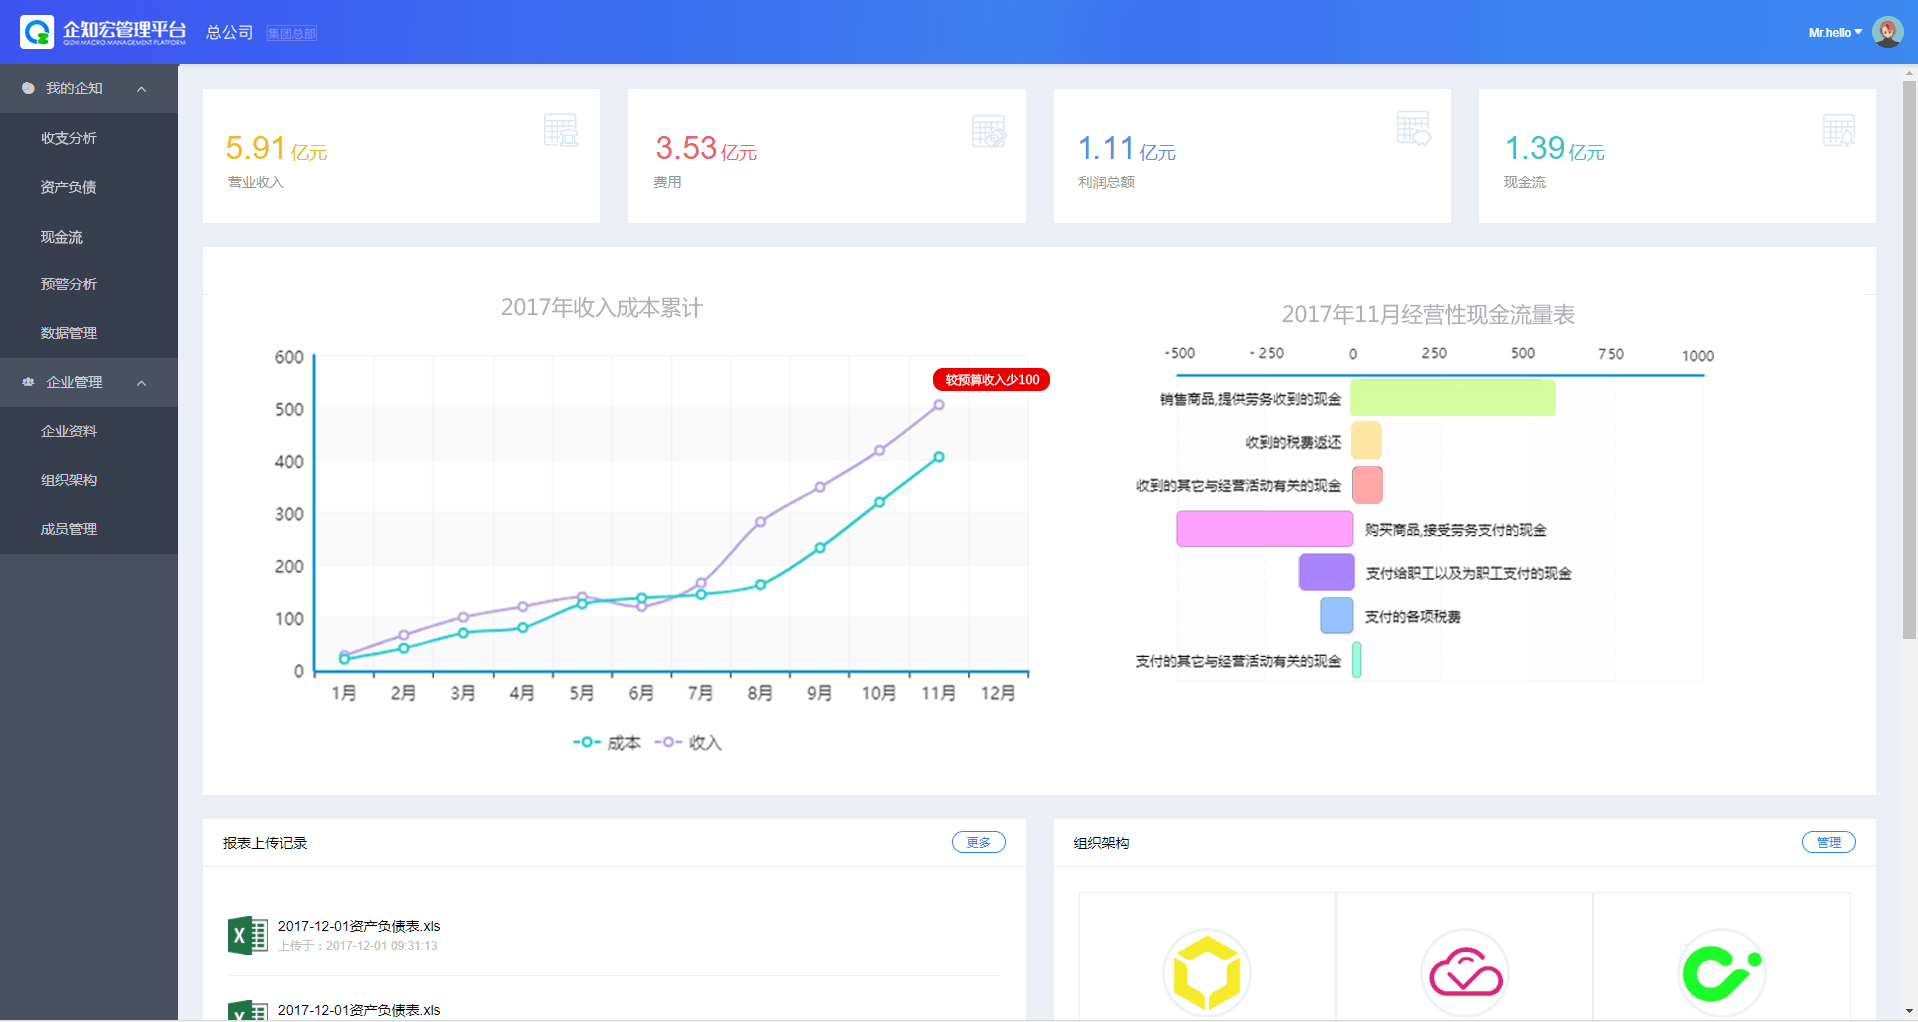 企知宏管理平台
QIZHI MACRO MANAGEMENT PLATFORM
总公司
集团总部
Mr.hello
我的企知
收支分析
资产负债
现金流
预警分析
数据管理
企业管理
企业资料
组织架构
成员管理
5.91亿元
营业收入
3.53亿元
费用
1.11亿元
利润总额
1.39亿元
现金流
2017年收入成本累计
600
500
400
300
200
100
0
较预算收入少100
1月 2月 3月 4月 5月 6月 7月 8月 9月 10月 11月 12月
成本 收入
2017年11月经营性现金流量表
-500 -250 0 250 500 750 1000
销售商品,提供劳务收到的现金
收到的税费返还
收到的其它与经营活动有关的现金
购买商品,接受劳务支付的现金
支付给职工以及为职工支付的现金
支付的各项税费
支付的其它与经营活动有关的现金
报表上传记录
更多
2017-12-01资产负债表.xls
上传于：2017-12-01 09:31:13
2017-12-01资产负债表.xls
组织架构
管理